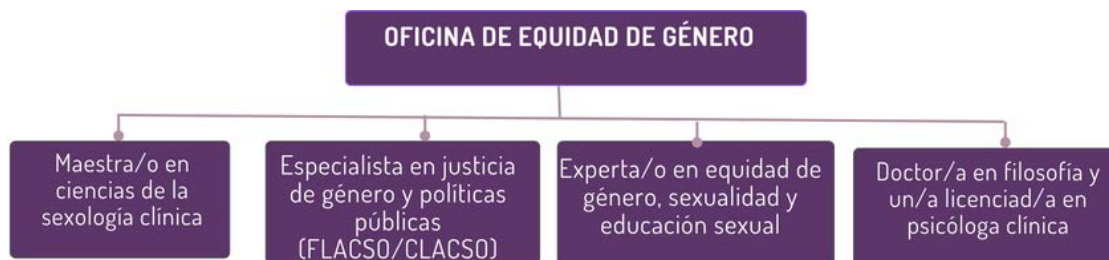 OFICINA DE EQUIDAD DE GÉNERO
Maestra/o en
ciencias de la
sexología clínica
Especialista en justicia
de género y políticas
públicas
(FLACSO/CLACSO)
Experta/o en equidad de
género, sexualidad y
educación sexual
Doctor/a en filosofía y
un/a licenciad/a en
psicóloga clínica